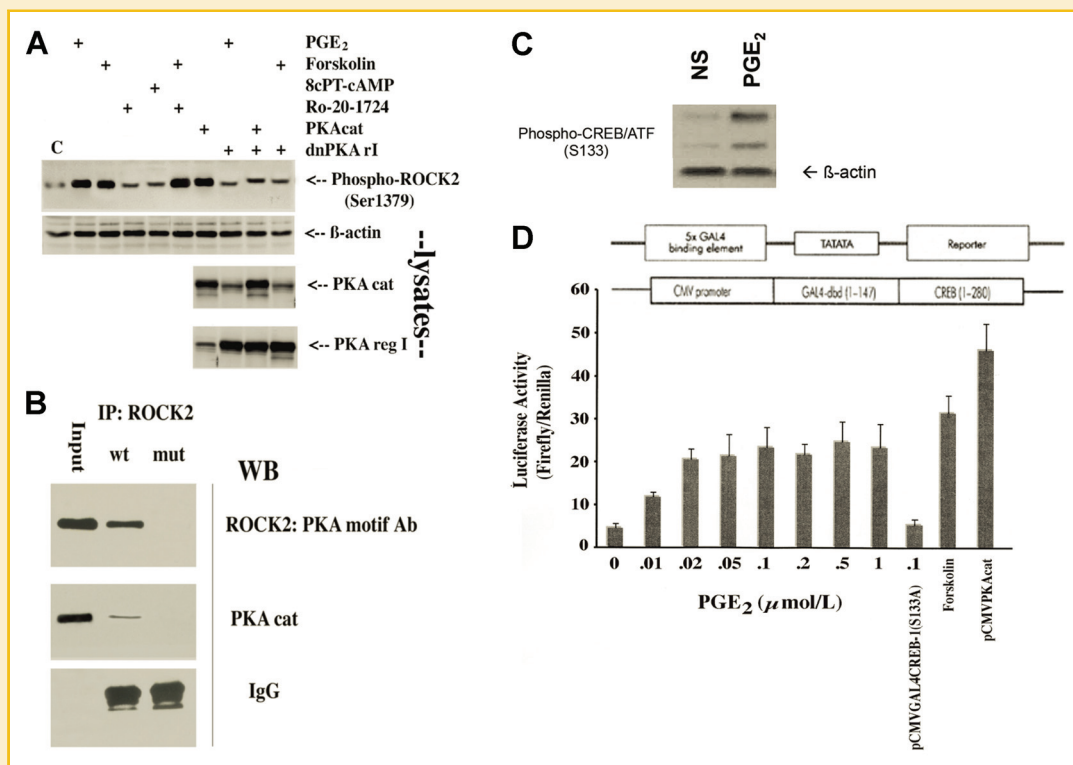 A
+ + PGE2
+ + + Forskolin
+ 8cPT-cAMP
+ + Ro-20-1724
+ + PKAcat
C + + + dnPKA rI
<-- Phospho-ROCK2
(Ser1379)
<-- ß-actin
<-- PKA cat
<-- PKA reg I
--lysates--
B
IP: ROCK2
Input wt mut
WB
ROCK2: PKA motif Ab
PKA cat
IgG
C
NS PGE2
Phospho-CREB/ATF
(S133)
← ß-actin
D
5x GAL4
binding element
TATATA
Reporter
CMV promoter
GAL4-dbd (1-147)
CREB (1-280)
Luciferase Activity
(Firefly/Renilla)
60
50
40
30
20
10
0
0 .01 .02 .05 .1 .2 .5 1 .1
PGE2 (µmol/L)
pCMVGAL4CREB-1(S133A)
Forskolin
pCMVPKAcat